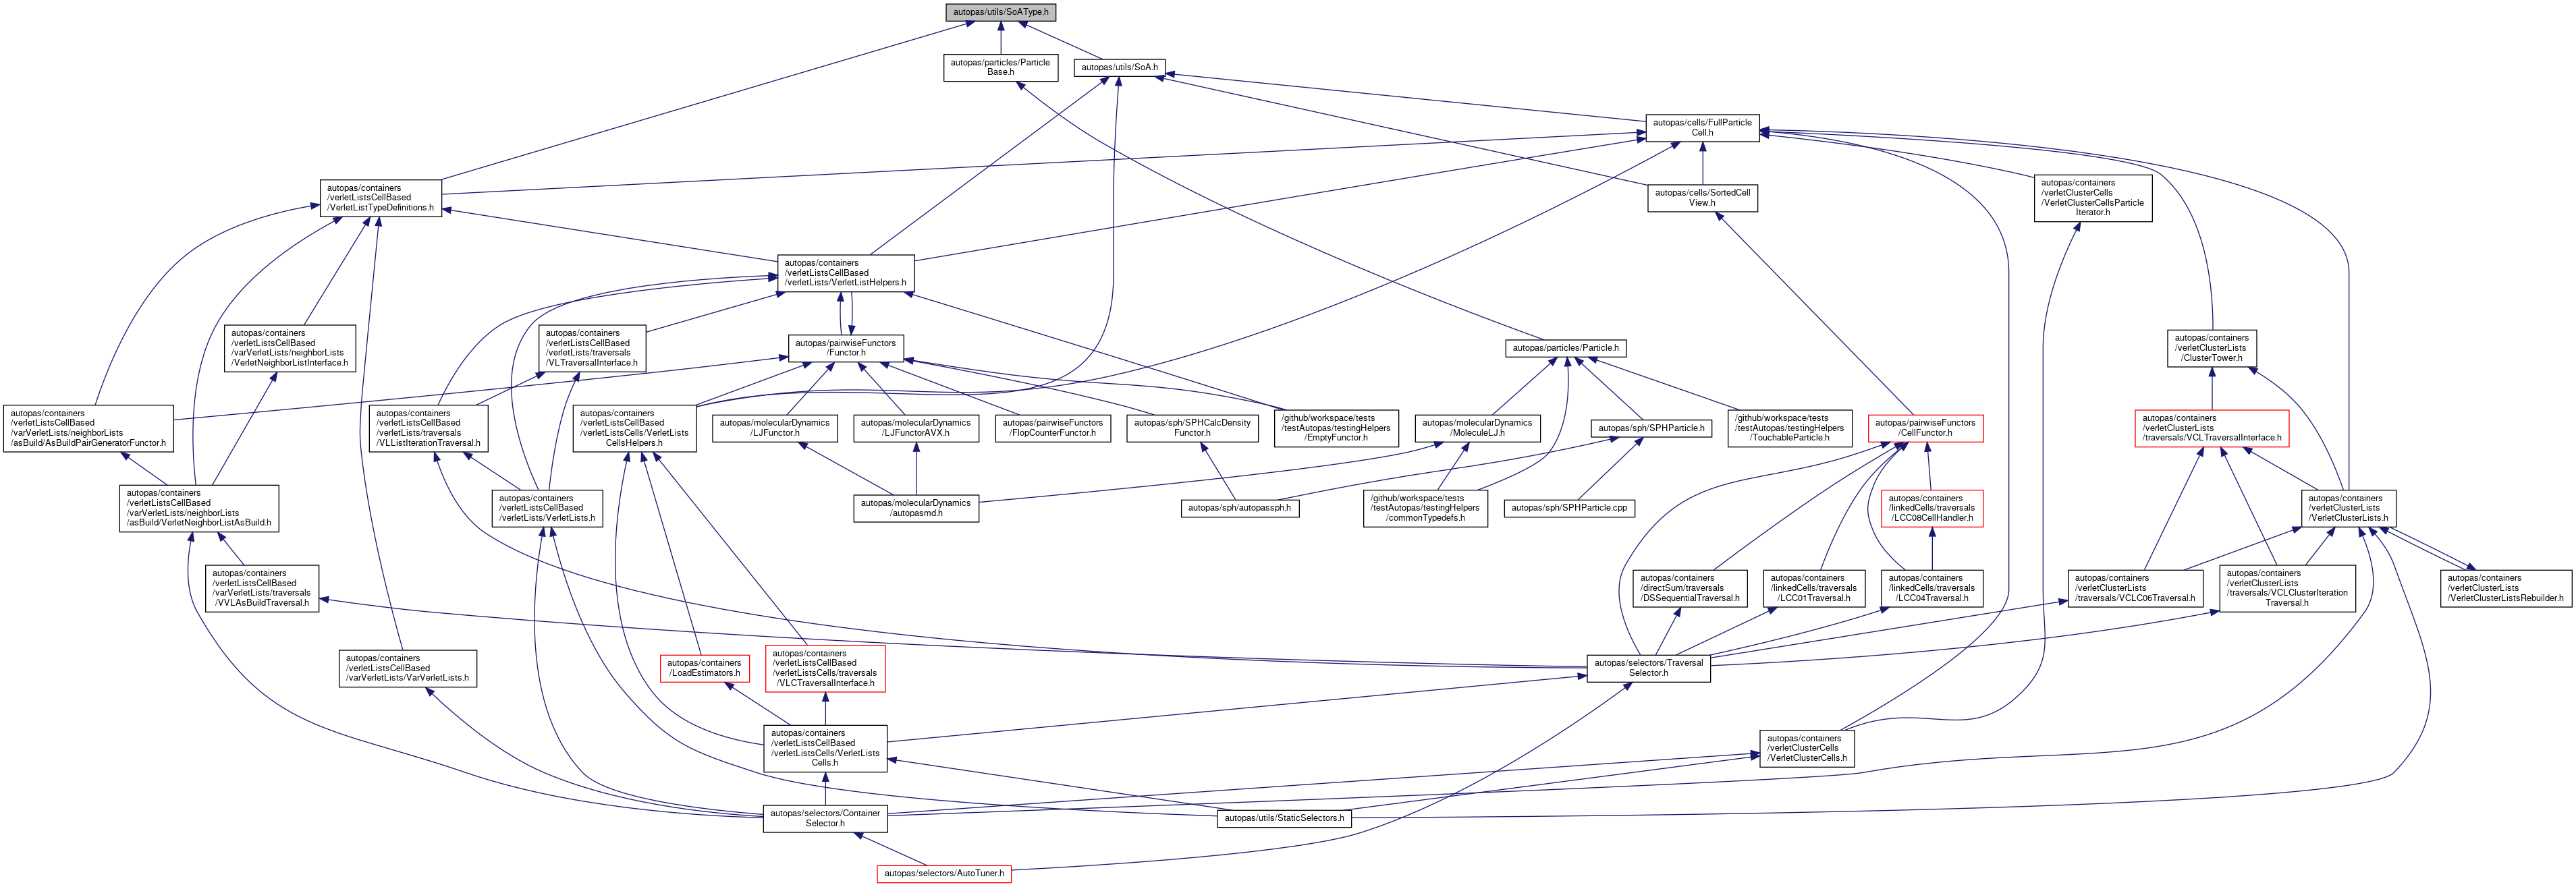 autopas/utils/SoAType.h
autopas/particles/Particle
Base.h
autopas/utils/SoA.h
autopas/cells/FullParticle
Cell.h
autopas/containers
/verletListsCellBased
/VerletListTypeDefinitions.h
autopas/cells/SortedCell
View.h
autopas/containers
/verletClusterCells
/VerletClusterCellsParticle
Iterator.h
autopas/containers
/verletListsCellBased
/verletLists/VerletListHelpers.h
autopas/containers
/verletListsCellBased
/varVerletLists/neighborLists
/VerletNeighborListInterface.h
autopas/containers
/verletListsCellBased
/verletLists/traversals
/VLTraversalInterface.h
autopas/pairwiseFunctors
/Functor.h
autopas/particles/Particle.h
autopas/containers
/verletClusterLists
/ClusterTower.h
autopas/containers
/verletListsCellBased
/varVerletLists/neighborLists
/asBuild/AsBuildPairGeneratorFunctor.h
autopas/containers
/verletListsCellBased
/verletLists/traversals
/VLListIterationTraversal.h
autopas/containers
/verletListsCellBased
/verletListsCells/VerletLists
CellsHelpers.h
autopas/molecularDynamics
/LJFunctor.h
autopas/molecularDynamics
/LJFunctorAVX.h
autopas/pairwiseFunctors
/FlopCounterFunctor.h
autopas/sph/SPHCalcDensity
Functor.h
/github/workspace/tests
/testAutopas/testingHelpers
/EmptyFunctor.h
autopas/molecularDynamics
/MoleculeLJ.h
autopas/sph/SPHParticle.h
/github/workspace/tests
/testAutopas/testingHelpers
/TouchableParticle.h
autopas/pairwiseFunctors
/CellFunctor.h
autopas/containers
/verletClusterLists
/traversals/VCLTraversalInterface.h
autopas/containers
/verletListsCellBased
/varVerletLists/neighborLists
/asBuild/VerletNeighborListAsBuild.h
autopas/containers
/verletListsCellBased
/verletLists/VerletLists.h
autopas/molecularDynamics
/autopasmd.h
autopas/sph/autopassph.h
/github/workspace/tests
/testAutopas/testingHelpers
/commonTypedefs.h
autopas/sph/SPHParticle.cpp
autopas/containers
/linkedCells/traversals
/LCC08CellHandler.h
autopas/containers
/verletClusterLists
/VerletClusterLists.h
autopas/containers
/verletListsCellBased
/varVerletLists/traversals
/VVLAsBuildTraversal.h
autopas/containers
/directSum/traversals
/DSSequentialTraversal.h
autopas/containers
/linkedCells/traversals
/LCC01Traversal.h
autopas/containers
/linkedCells/traversals
/LCC04Traversal.h
autopas/containers
/verletClusterLists
/traversals/VCLC06Traversal.h
autopas/containers
/verletClusterLists
/traversals/VCLClusterIteration
Traversal.h
autopas/containers
/verletClusterLists
/VerletClusterListsRebuilder.h
autopas/containers
/verletListsCellBased
/varVerletLists/VarVerletLists.h
autopas/containers
/LoadEstimators.h
autopas/containers
/verletListsCellBased
/verletListsCells/traversals
/VLCTraversalInterface.h
autopas/selectors/Traversal
Selector.h
autopas/containers
/verletListsCellBased
/verletListsCells/VerletLists
Cells.h
autopas/containers
/verletClusterCells
/VerletClusterCells.h
autopas/selectors/Container
Selector.h
autopas/utils/StaticSelectors.h
autopas/selectors/AutoTuner.h